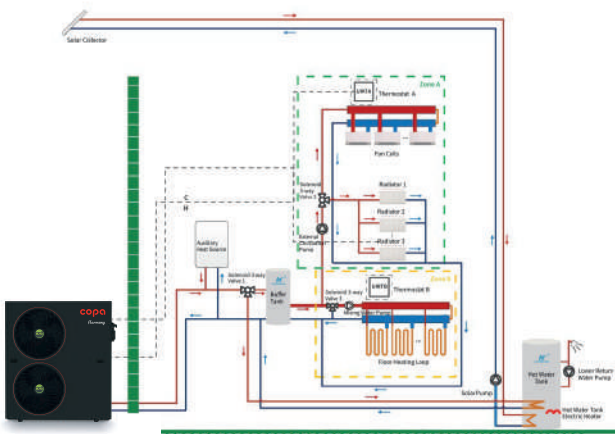 Solar Collector
Zone A
Thermostat A
Fan Coils
Solenoid
3-way
Valve 2
Radiator 1
Radiator 2
Radiator 3
External
Circulation
Pump
C
H
Auxiliary
Heat Source
Solenoid 3-way
Valve 1
Buffer
Tank
Zone B
Thermostat B
Solenoid 3-way
Valve 3
Mixing Water Pump
Floor Heating Loop
copa
Germany
Solar Pump
Hot Water
Tank
Lower Return
Water Pump
Hot Water Tank
Electric Heater